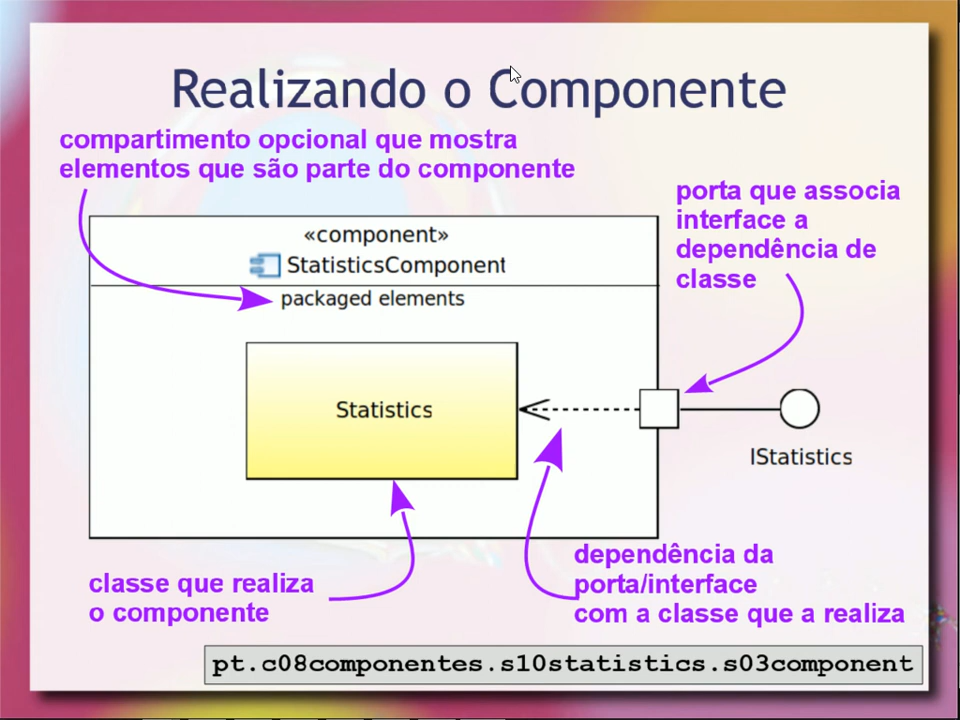 Realizando o Componente
compartimento opcional que mostra
elementos que são parte do componente
porta que associa
interface a
dependência de
classe
«component»
StatisticsComponent
packaged elements
Statistics
IStatistics
classe que realiza
o componente
dependência da
porta/interface
com a classe que a realiza
pt.c08componentes.s10statistics.s03component